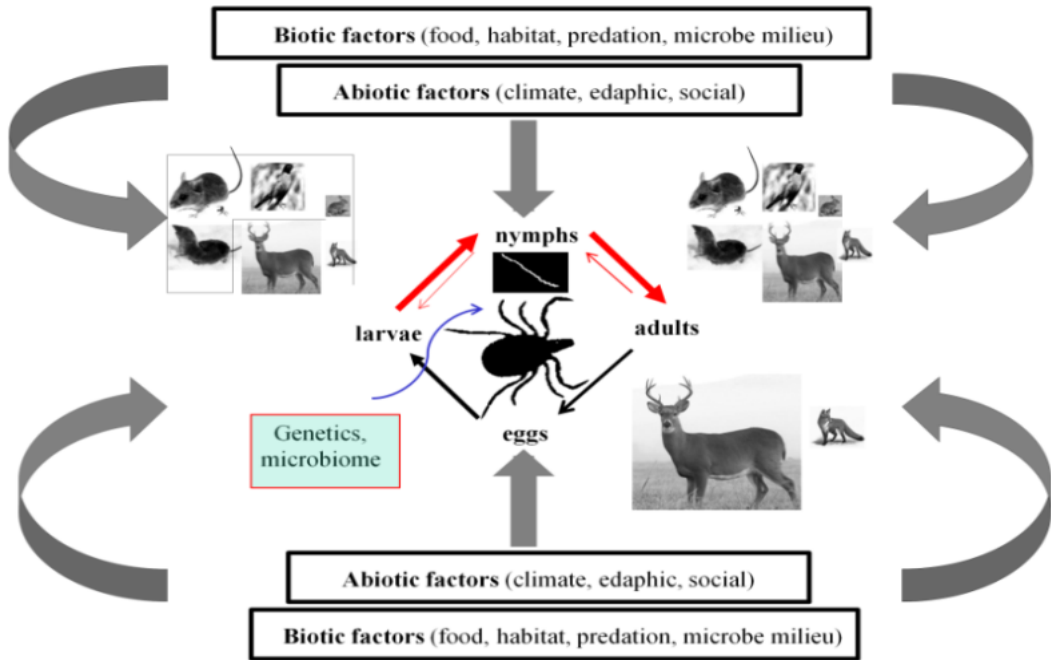 Biotic factors (food, habitat, predation, microbe milieu)
Abiotic factors (climate, edaphic, social)
nymphs
larvae
adults
Genetics,
microbiome
eggs
Abiotic factors (climate, edaphic, social)
Biotic factors (food, habitat, predation, microbe milieu)